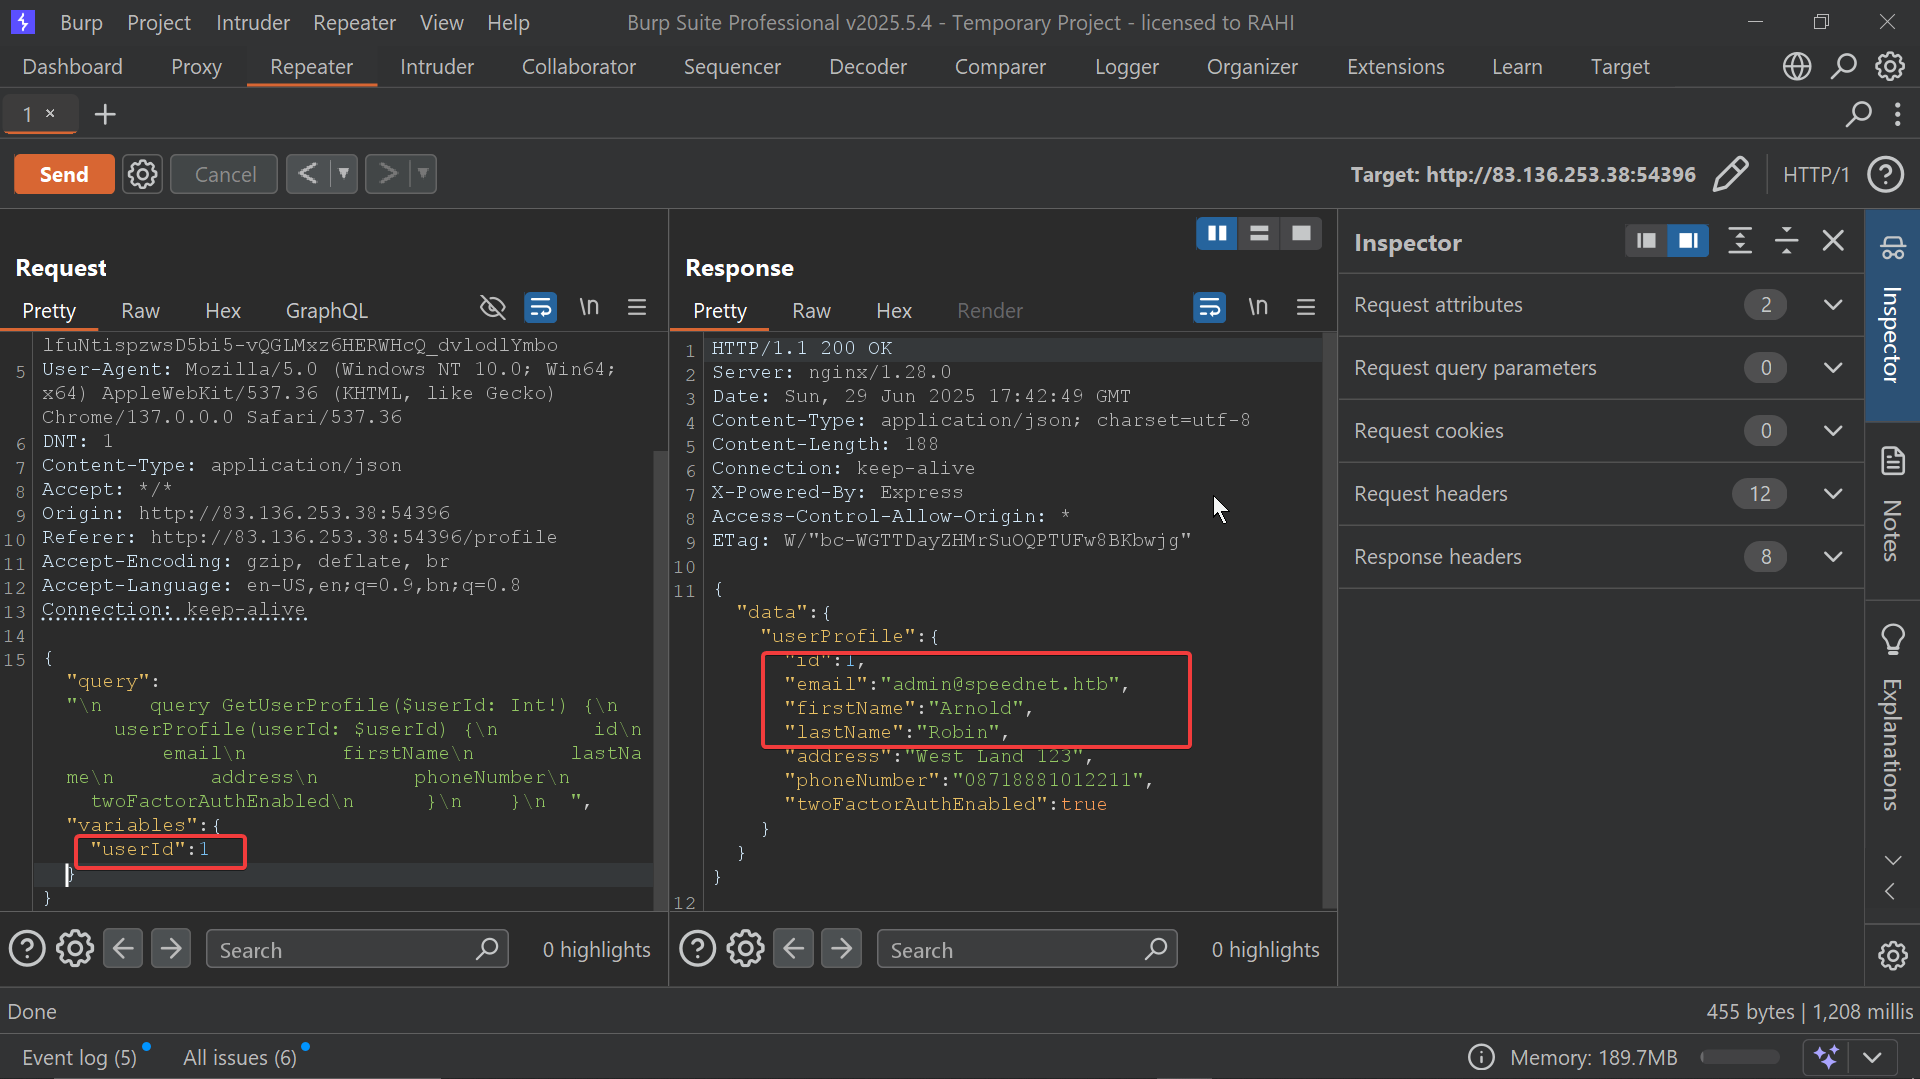 Burp Project Intruder Repeater View Help Burp Suite Professional v2025.5.4 - Temporary Project - licensed to RAHI
Dashboard Proxy Repeater Intruder Collaborator Sequencer Decoder Comparer Logger Organizer Extensions Learn Target
1 × +
Send Cancel < >
Target: http://83.136.253.38:54396 HTTP/1
Request
Pretty Raw Hex GraphQL \n
lfuNtispzwsD5bi5-vQGLMxz6HERWHcQ_dvlodlYmbo
5 User-Agent: Mozilla/5.0 (Windows NT 10.0; Win64;
x64) AppleWebKit/537.36 (KHTML, like Gecko)
Chrome/137.0.0.0 Safari/537.36
6 DNT: 1
7 Content-Type: application/json
8 Accept: */*
9 Origin: http://83.136.253.38:54396
10 Referer: http://83.136.253.38:54396/profile
11 Accept-Encoding: gzip, deflate, br
12 Accept-Language: en-US,en;q=0.9,bn;q=0.8
13 Connection: keep-alive
14
15 {
"query":
"\n    query GetUserProfile($userId: Int!) {\n
userProfile(userId: $userId) {\n        id\n
email\n        firstName\n        lastNa
me\n        address\n        phoneNumber\n
twoFactorAuthEnabled\n      }\n    }\n  ",
"variables":{
"userId":1
}
}
Search 0 highlights
Response
Pretty Raw Hex Render \n
1 HTTP/1.1 200 OK
2 Server: nginx/1.28.0
3 Date: Sun, 29 Jun 2025 17:42:49 GMT
4 Content-Type: application/json; charset=utf-8
5 Content-Length: 188
6 Connection: keep-alive
7 X-Powered-By: Express
8 Access-Control-Allow-Origin: *
9 ETag: W/"bc-WGTTDayZHMrSuOQPTUFw8BKbwjg"
10
11 {
"data":{
"userProfile":{
"id":1,
"email":"admin@speednet.htb",
"firstName":"Arnold",
"lastName":"Robin",
"address":"West Land 123",
"phoneNumber":"08718881012211",
"twoFactorAuthEnabled":true
}
}
}
12
Search 0 highlights
Inspector
Request attributes 2
Request query parameters 0
Request cookies 0
Request headers 12
Response headers 8
Inspector
Notes
Explanations
Done 455 bytes | 1,208 millis
Event log (5) All issues (6) Memory: 189.7MB